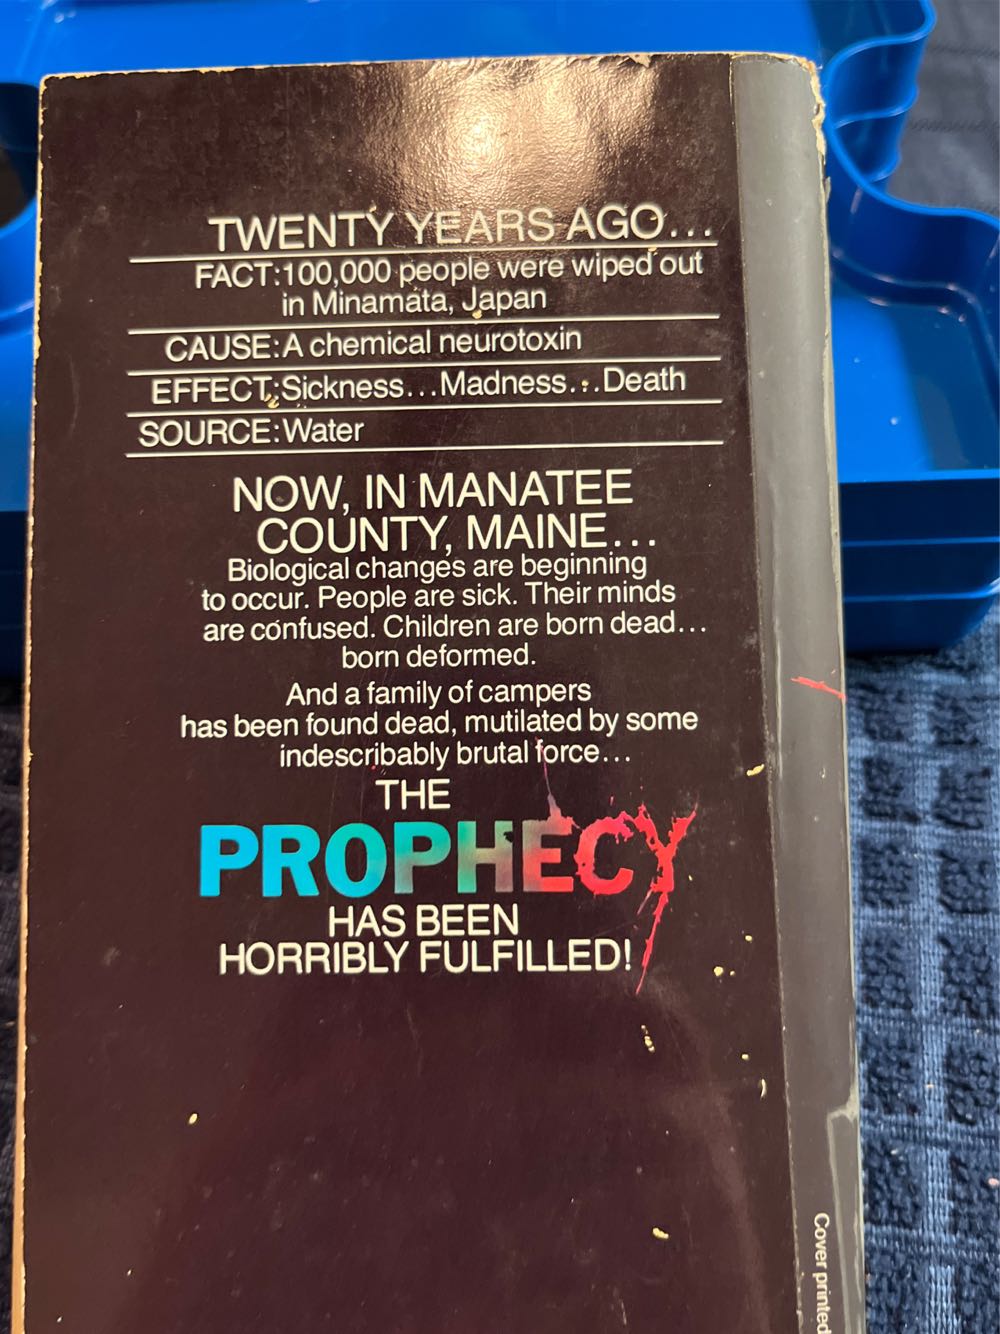 TWENTY YEARS AGO...
FACT:100,000 people were wiped out
in Minamata, Japan
CAUSE:A chemical neurotoxin
EFFECT:Sickness...Madness...Death
SOURCE:Water
NOW, IN MANATEE
COUNTY, MAINE...
Biological changes are beginning
to occur. People are sick. Their minds
are confused. Children are born dead...
born deformed.
And a family of campers
has been found dead, mutilated by some
indescribably brutal force...
THE
PROPHECY
HAS BEEN
HORRIBLY FULFILLED!
Cover printed